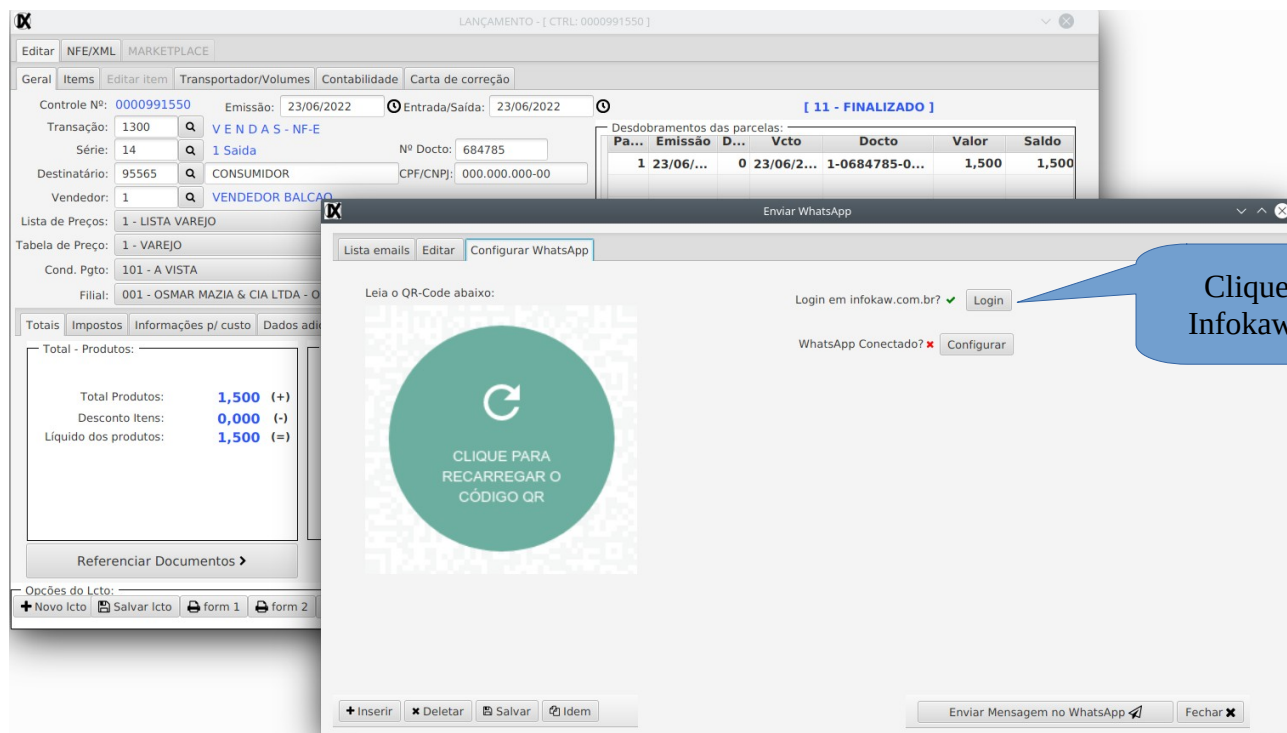 LANÇAMENTO - [ CTRL: 0000991550 ]
Editar NFE/XML MARKETPLACE
Geral Items Editar item Transportador/Volumes Contabilidade Carta de correção
Controle Nº: 0000991550 Emissão: 23/06/2022 Entrada/Saída: 23/06/2022 [ 11 - FINALIZADO ]
Transação: 1300 V E N D A S - NF-E
Série: 14 1 Saida Nº Docto: 684785
Destinatário: 95565 CONSUMIDOR CPF/CNPJ: 000.000.000-00
Vendedor: 1 VENDEDOR BALCAO
Lista de Preços: 1 - LISTA VAREJO
Tabela de Preço: 1 - VAREJO
Cond. Pgto: 101 - A VISTA
Filial: 001 - OSMAR MAZIA & CIA LTDA - O
Desdobramentos das parcelas:
Pa... Emissão D... Vcto Docto Valor Saldo
1 23/06/... 0 23/06/2... 1-0684785-0... 1,500 1,500
Totais Impostos Informações p/ custo Dados adi
Total - Produtos:
Total Produtos: 1,500 (+)
Desconto Itens: 0,000 (-)
Líquido dos produtos: 1,500 (=)
Referenciar Documentos
Opções do Lcto:
Novo lcto Salvar lcto form 1 form 2
Enviar WhatsApp
Lista emails Editar Configurar WhatsApp
Leia o QR-Code abaixo:
CLIQUE PARA
RECARREGAR O
CÓDIGO QR
Login em infokaw.com.br? Login
WhatsApp Conectado? Configurar
Clique
Infokaw
Inserir Deletar Salvar Idem
Enviar Mensagem no WhatsApp Fechar